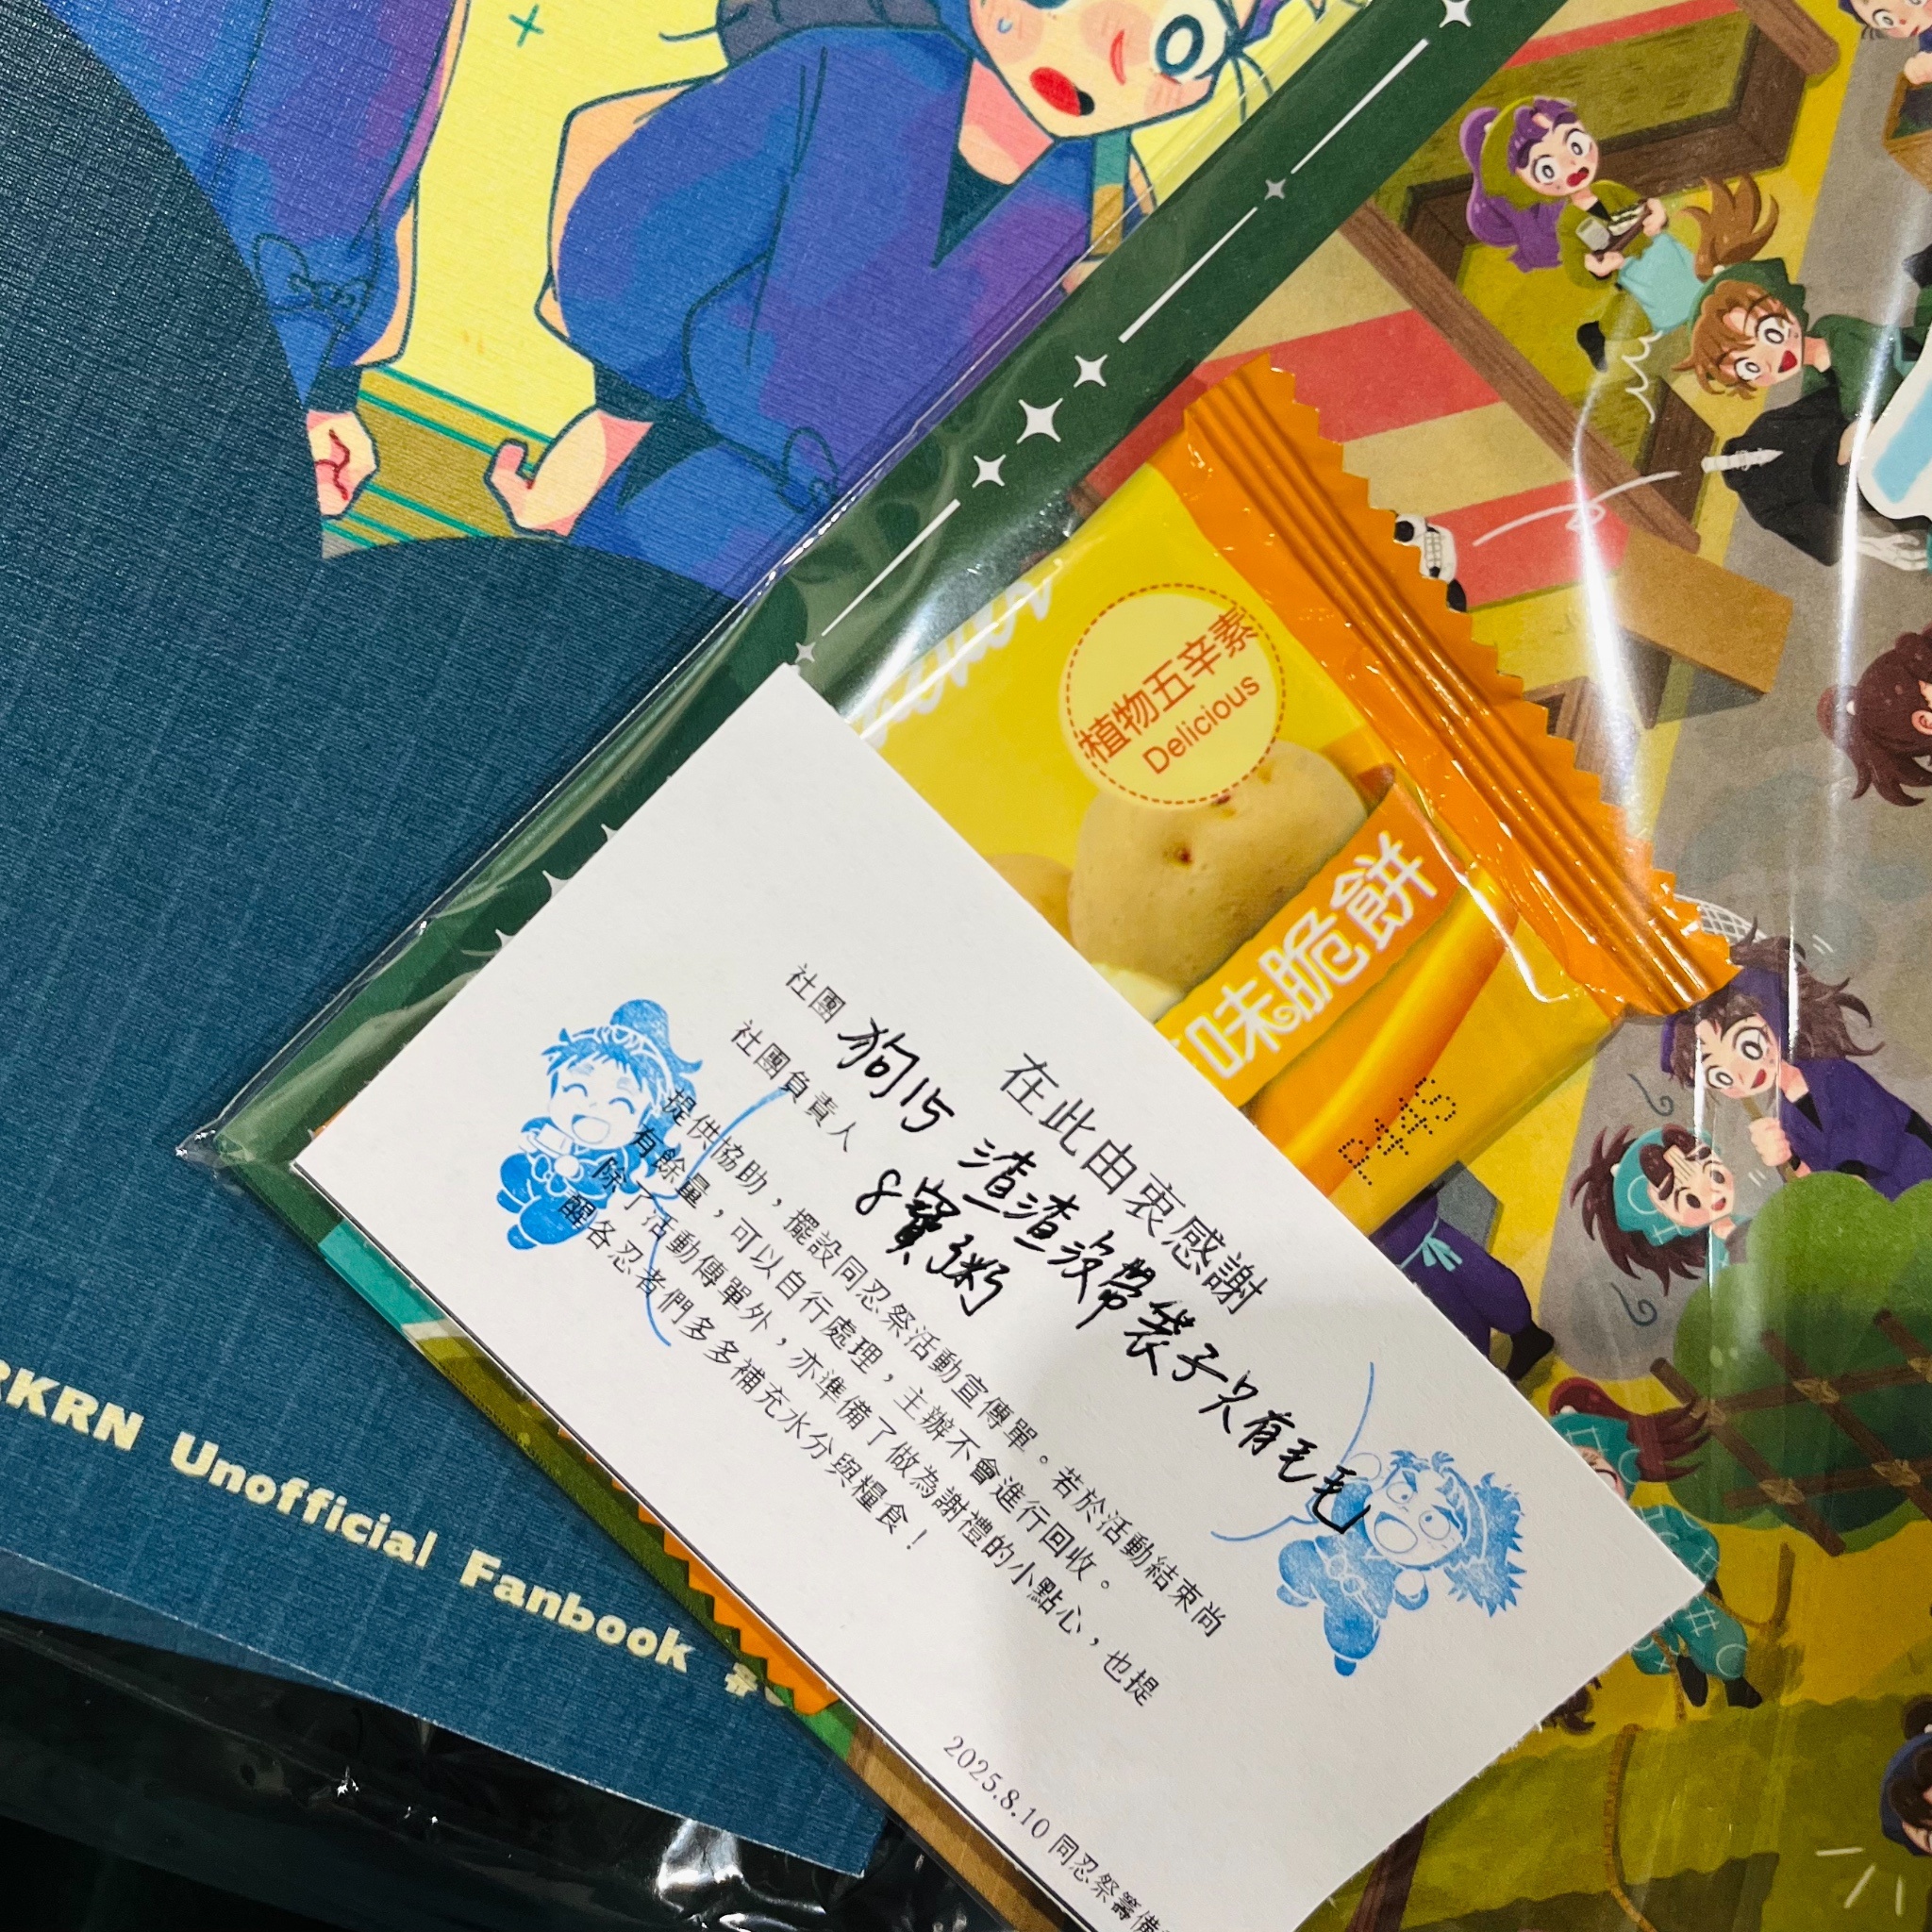 植物五辛素
Delicious
味脆餅
在此由衷感謝
社團 狗15 渣渣沒帶袋子只有毛毛
社團負責人 8寶粥
提供協助，擺設同忍祭活動宣傳單。若於活動結束尚
有餘量，可以自行處理，主辦不會進行回收。
除了活動傳單外，亦準備了做為謝禮的小點心，也提
醒各忍者們多多補充水分與糧食！
2025.8.10 同忍祭籌備
RKRN Unofficial Fanbook